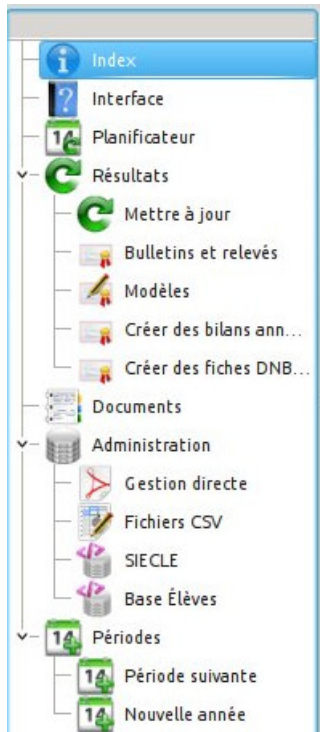 Index
Interface
Planificateur
Résultats
Mettre à jour
Bulletins et relevés
Modèles
Créer des bilans ann...
Créer des fiches DNB...
Documents
Administration
Gestion directe
Fichiers CSV
SIECLE
Base Élèves
Périodes
Période suivante
Nouvelle année